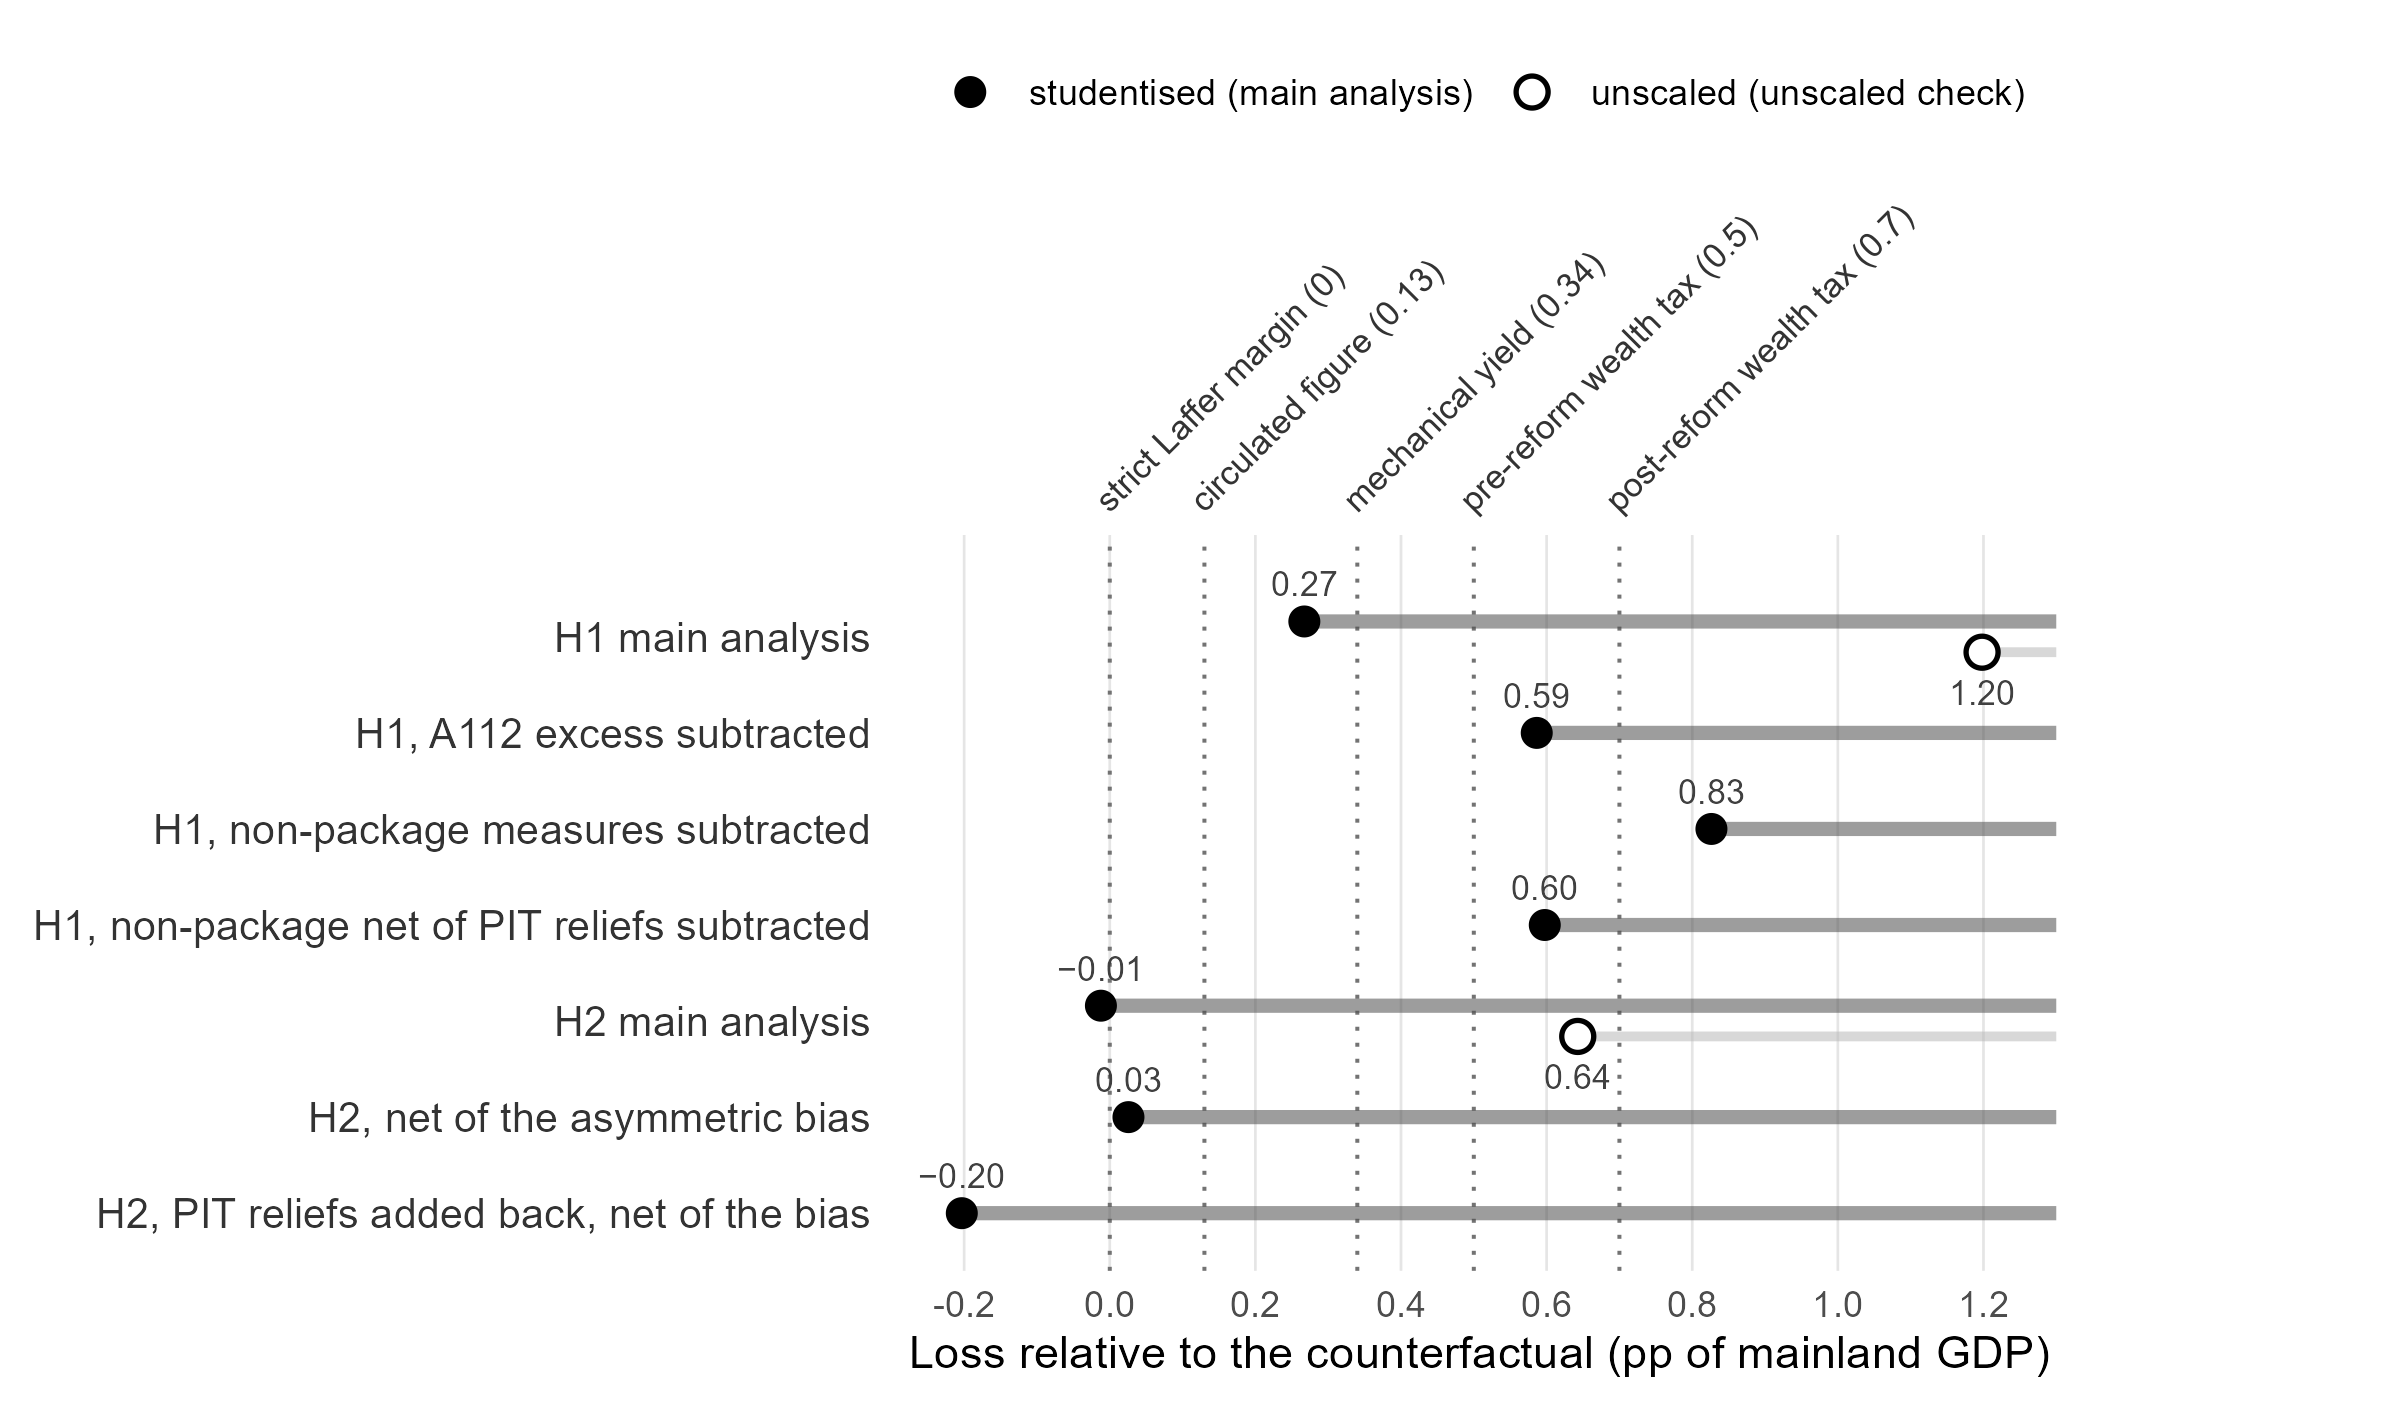 studentised (main analysis)
unscaled (unscaled check)
strict Laffer margin (0)
circulated figure (0.13)
mechanical yield (0.34)
pre-reform wealth tax (0.5)
post-reform wealth tax (0.7)
0.27
H1 main analysis
1.20
0.59
H1, A112 excess subtracted
0.83
H1, non-package measures subtracted
0.60
H1, non-package net of PIT reliefs subtracted
−0.01
H2 main analysis
0.64
0.03
H2, net of the asymmetric bias
−0.20
H2, PIT reliefs added back, net of the bias
-0.2 0.0 0.2 0.4 0.6 0.8 1.0 1.2
Loss relative to the counterfactual (pp of mainland GDP)